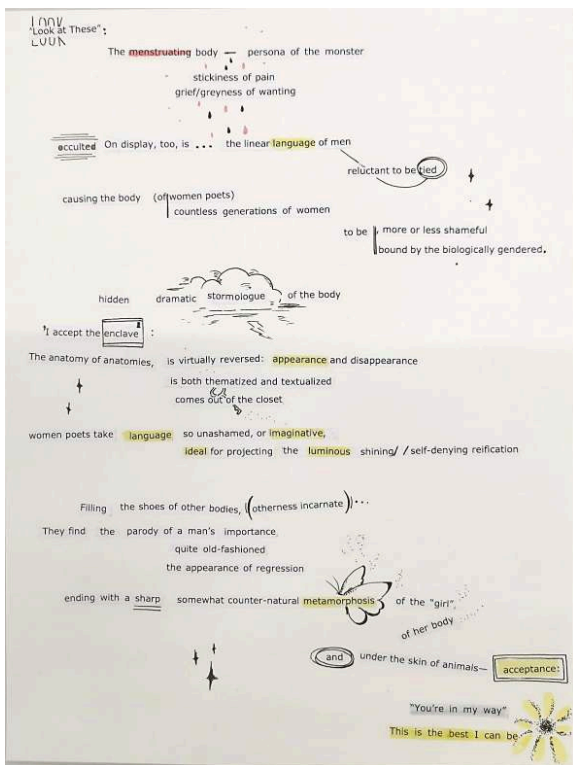 LOOK
"Look at These":
LOOK
The menstruating body — persona of the monster
stickiness of pain
grief/greyness of wanting
occulted On display, too, is ... the linear language of men
reluctant to be tied
causing the body (of women poets)
countless generations of women
to be , more or less shameful
bound by the biologically gendered.
hidden dramatic stormologue of the body
'I accept the enclave' :
The anatomy of anatomies, is virtually reversed: appearance and disappearance
is both thematized and textualized
comes out of the closet
women poets take language so unashamed, or imaginative,
ideal for projecting the luminous shining/ /self-denying reification
Filling the shoes of other bodies, ((otherness incarnate))...
They find the parody of a man's importance
quite old-fashioned
the appearance of regression
ending with a sharp somewhat counter-natural metamorphosis of the "girl",
of her body
and under the skin of animals— acceptance:
"You're in my way"
This is the best I can be